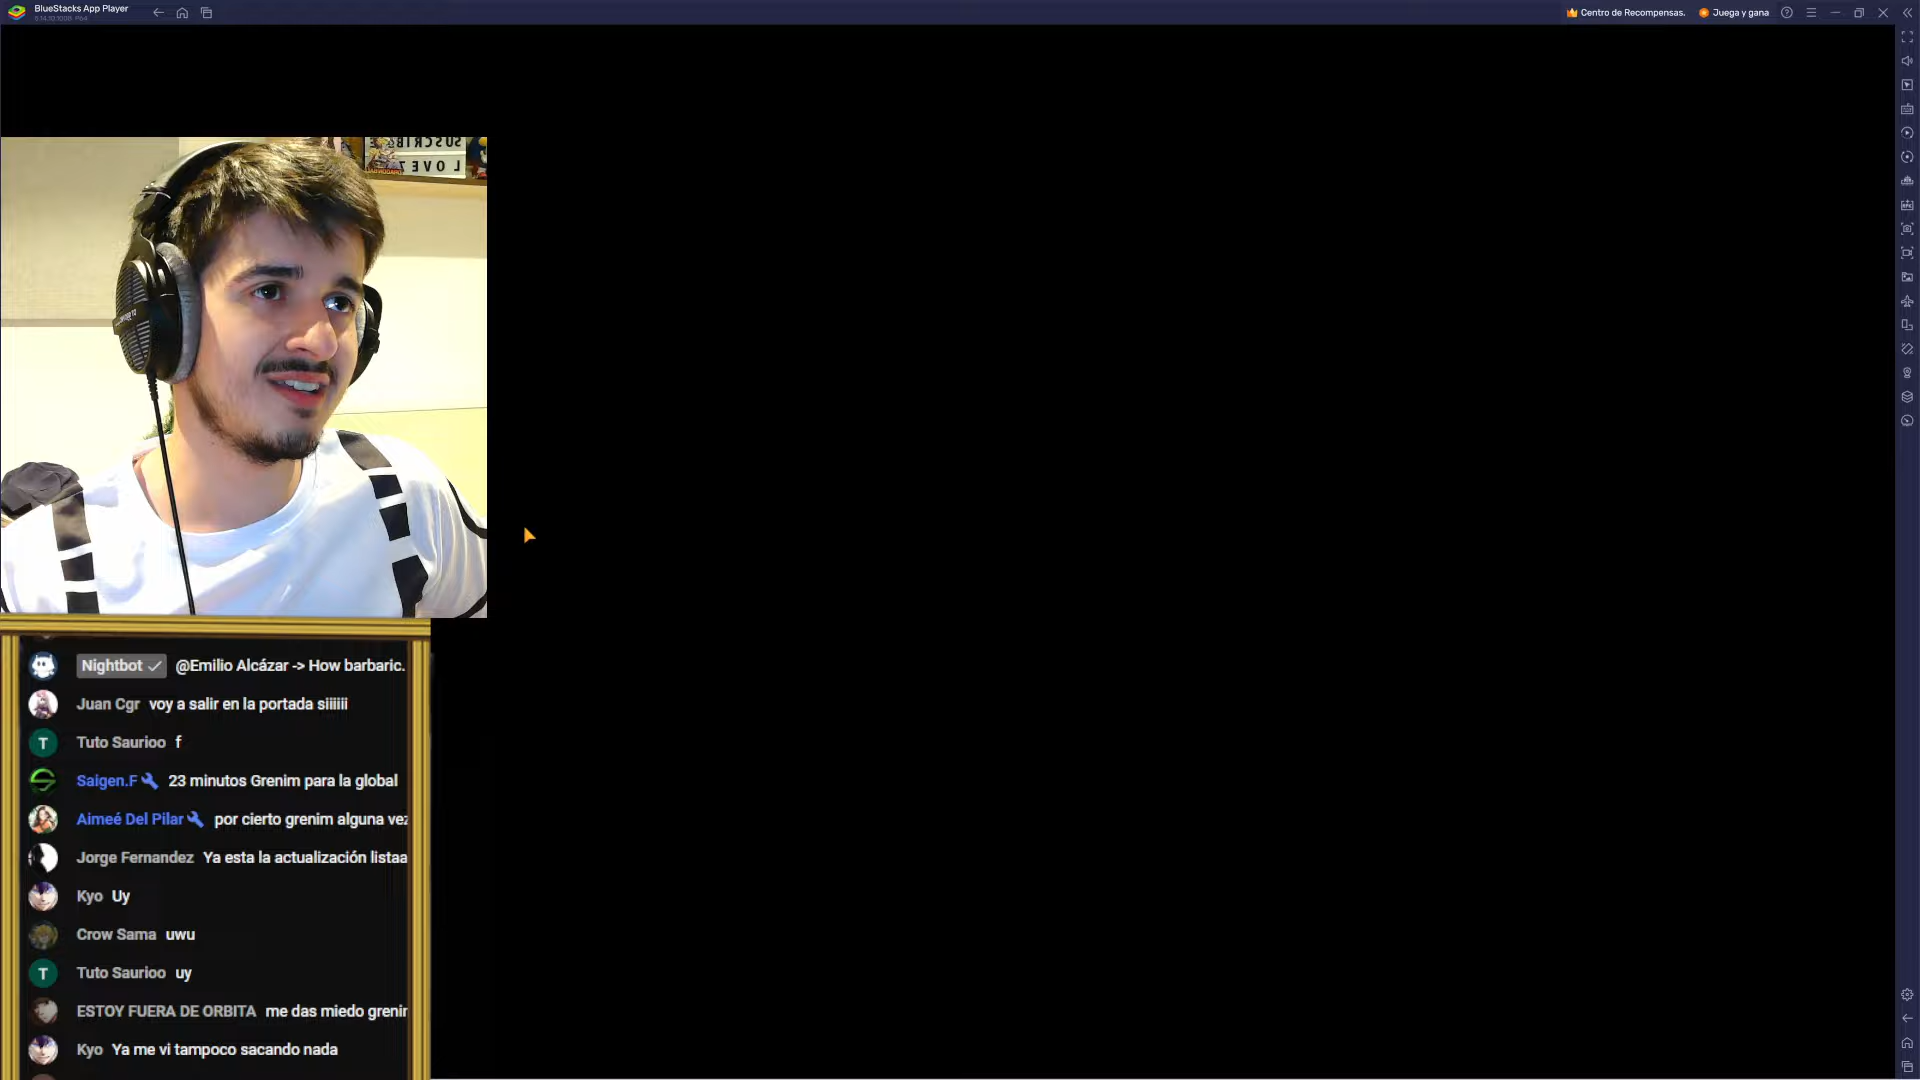 BlueStacks App Player
Centro de Recompensas.
Juega y gana
LOVE
Nightbot @Emilio Alcázar -> How barbaric.
Juan Cgr voy a salir en la portada siiiiii
T Tuto Saurioo f
Saigen.F 23 minutos Grenim para la global
Aimeé Del Pilar por cierto grenim alguna vez
Jorge Fernandez Ya esta la actualización listaa
Kyo Uy
Crow Sama uwu
T Tuto Saurioo uy
ESTOY FUERA DE ORBITA me das miedo grenim
Kyo Ya me vi tampoco sacando nada